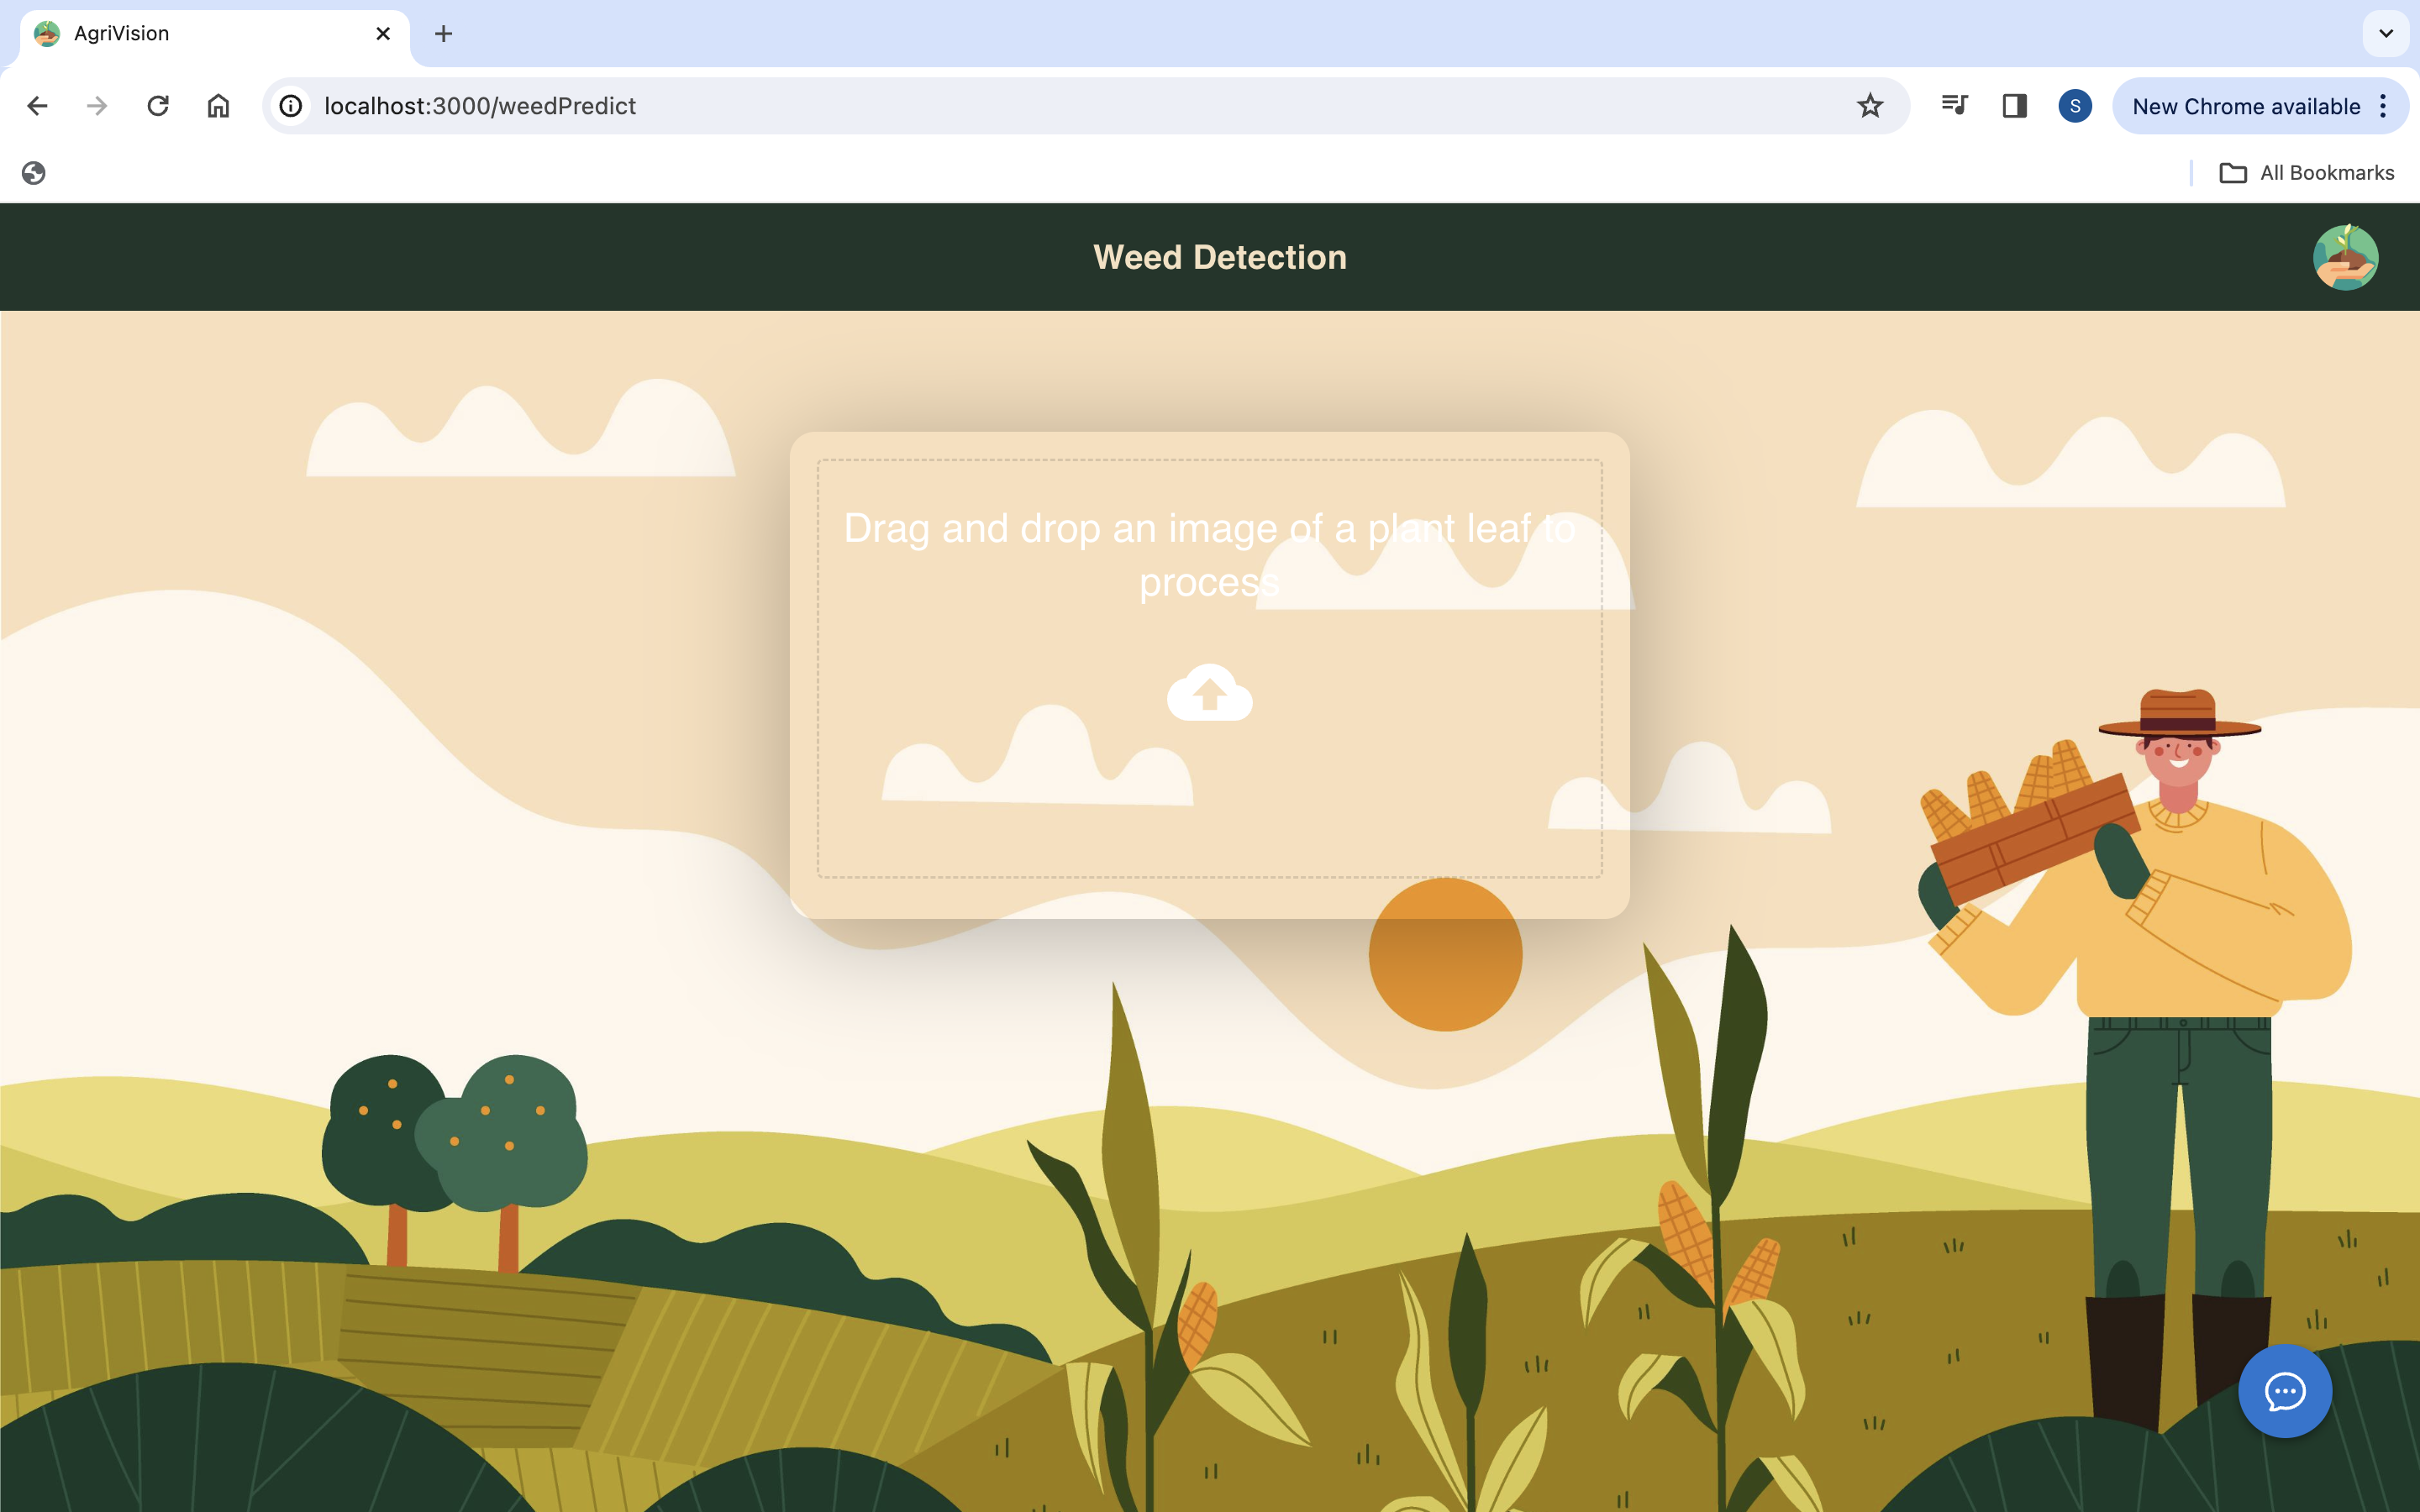 AgriVision
localhost:3000/weedPredict
S
New Chrome available
All Bookmarks
Weed Detection
Drag and drop an image of a plant leaf to
process